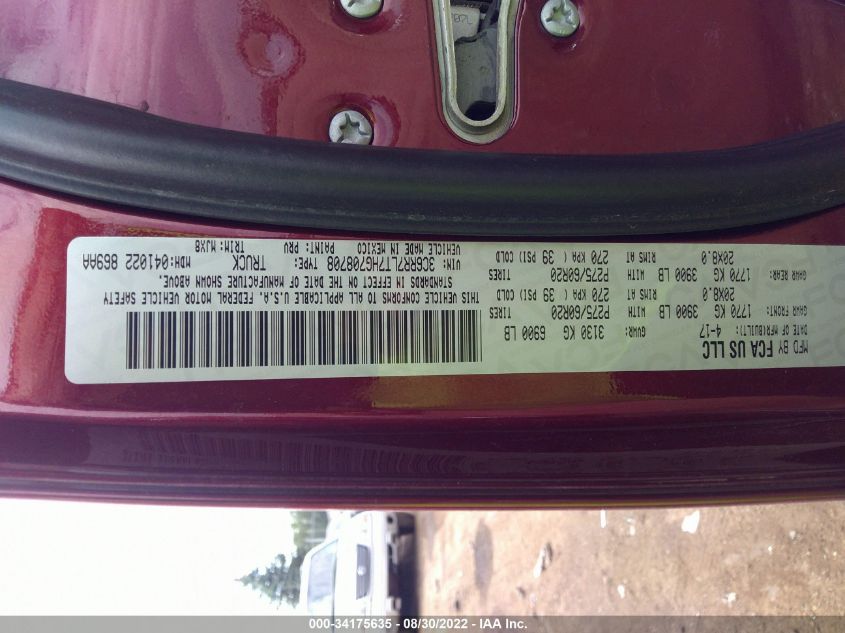 MFD BY FCA US LLC
DATE OF MFR(BUILT): 4-17 GVWR: 3130 KG 6900 LB
GAWR FRONT: 1770 KG 3900 LB WITH P275/60R20 TIRES
20X8.0 RIMS AT 270 KPA( 39 PSI) COLD
GAWR REAR: 1770 KG 3900 LB WITH P275/60R20 TIRES
20X8.0 RIMS AT 270 KPA( 39 PSI) COLD
THIS VEHICLE CONFORMS TO ALL APPLICABLE U.S.A. FEDERAL MOTOR VEHICLE SAFETY
STANDARDS IN EFFECT ON THE DATE OF MANUFACTURE SHOWN ABOVE.
VIN: 3C6RR7LT7HG708708 TYPE: TRUCK MDH: 041022 869AA
VEHICLE MADE IN MEXICO PAINT: PRV TRIM: MJX8
000-34175635 - 08/30/2022 - IAA Inc.